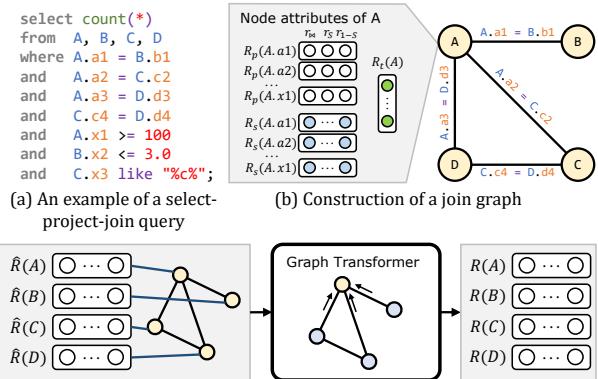 select count(*)
from A, B, C, D
where A.a1 = B.b1
and A.a2 = C.c2
and A.a3 = D.d3
and C.c4 = D.d4
and A.x1 >= 100
and B.x2 <= 3.0
and C.x3 like "%c%";
(a) An example of a select-
project-join query
Node attributes of A
r⋈ rS r1−S
Rp(A.a1)
Rp(A.a2)
...
Rp(A.x1)
Rs(A.a1)
Rs(A.a2)
...
Rs(A.x1)
Rt(A)
A
A.a1 = B.b1
B
A.a3 = D.d3
A.a2 = C.c2
D
C.c4 = D.d4
C
(b) Construction of a join graph
R̂(A)
R̂(B)
R̂(C)
R̂(D)
Graph Transformer
R(A)
R(B)
R(C)
R(D)